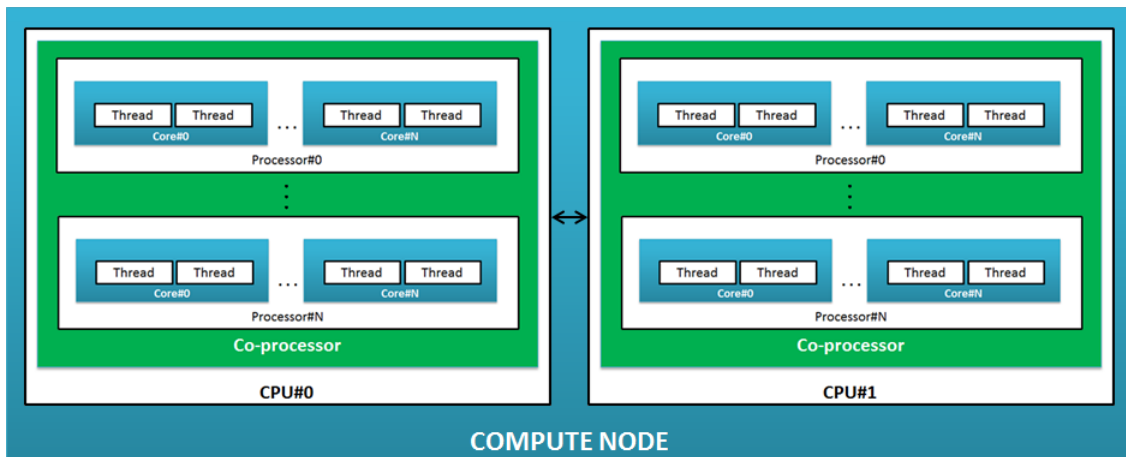 Thread Thread Thread Thread
Core#0 ... Core#N
Processor#0
Thread Thread Thread Thread
Core#0 ... Core#N
Processor#N
Co-processor
CPU#0
Thread Thread Thread Thread
Core#0 ... Core#N
Processor#0
Thread Thread Thread Thread
Core#0 ... Core#N
Processor#N
Co-processor
CPU#1
COMPUTE NODE